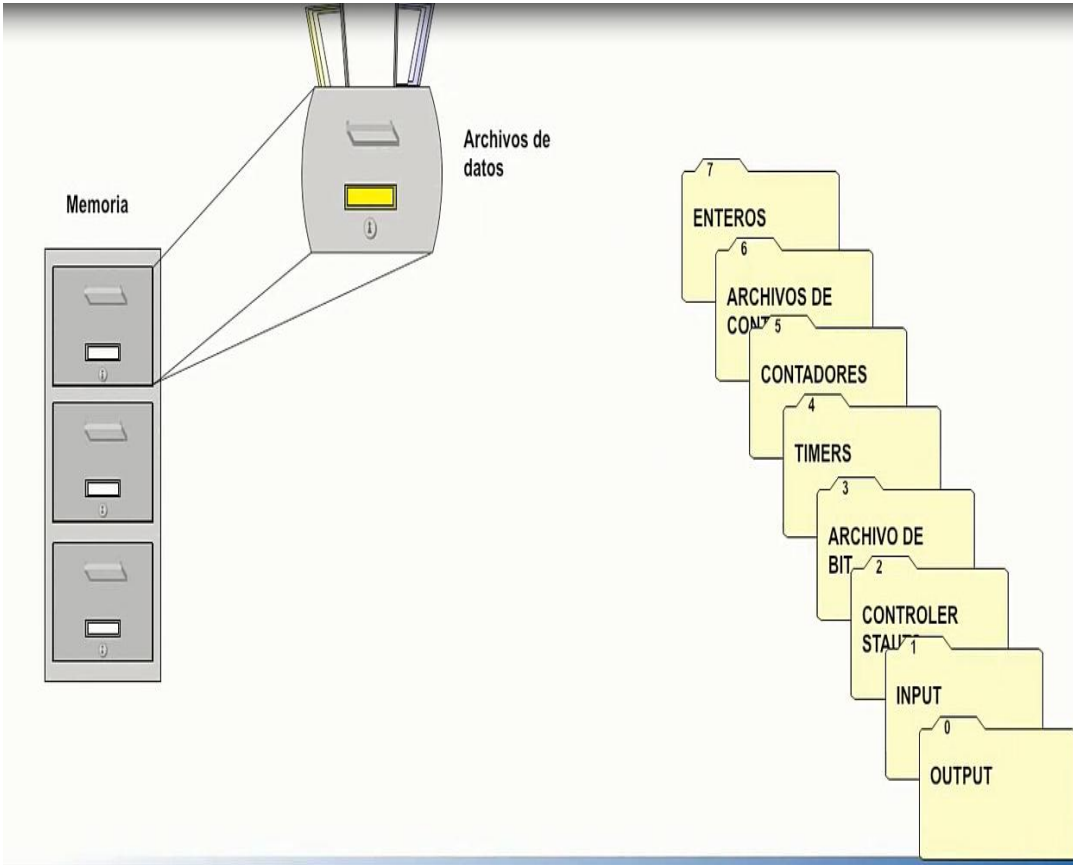 Memoria
Archivos de
datos
7
ENTEROS
6
ARCHIVOS DE
5
CONTADORES
4
TIMERS
3
ARCHIVO DE
BIT
2
CONTROLER
1
INPUT
0
OUTPUT